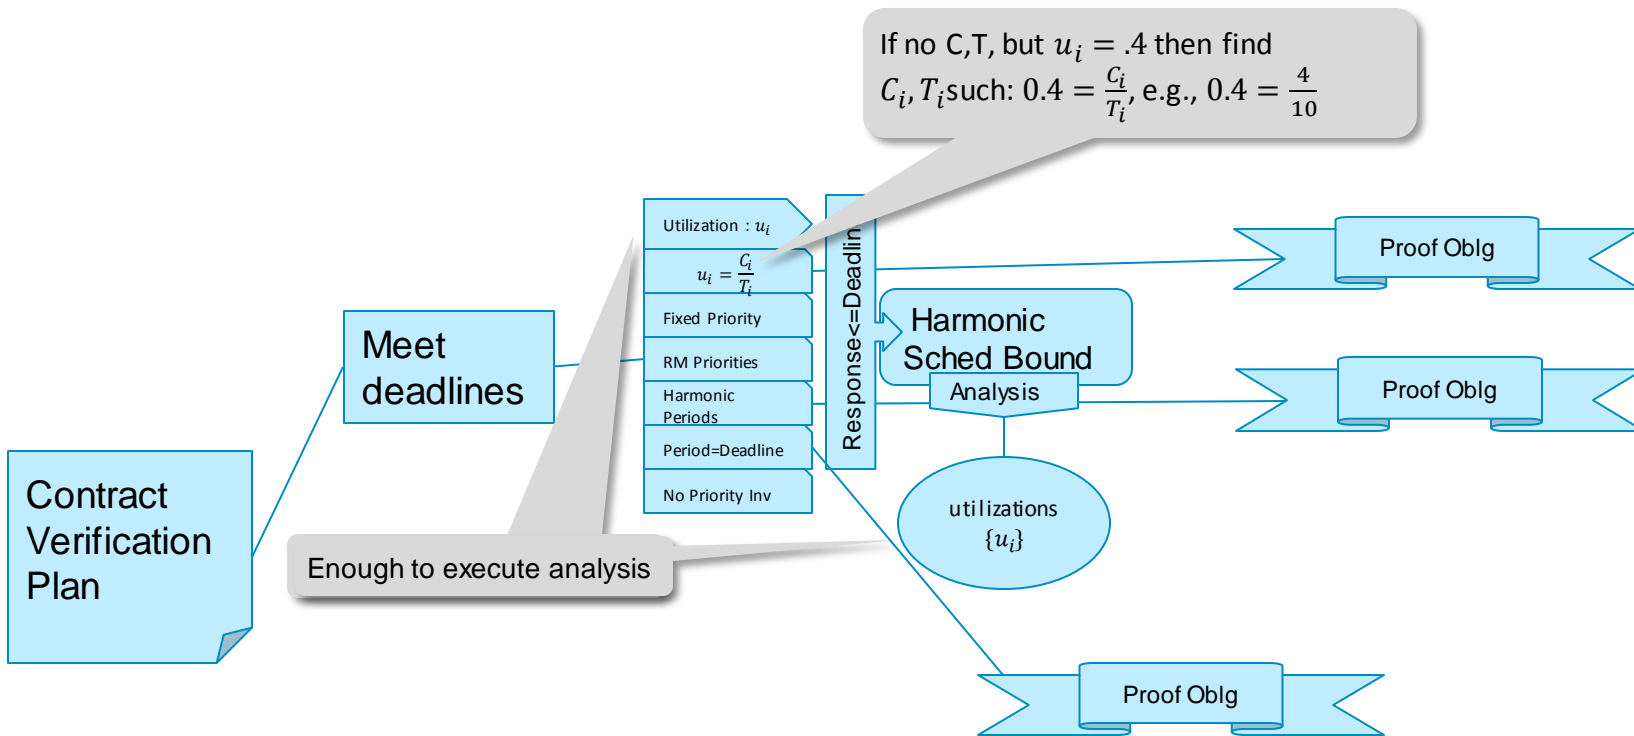 If no C,T, but u_i = .4 then find
C_i, T_i such: 0.4 = C_i/T_i, e.g., 0.4 = 4/10
Utilization : u_i
u_i = C_i/T_i
Fixed Priority
RM Priorities
Harmonic
Periods
Period=Deadline
No Priority Inv
Response<=Deadlin
Harmonic
Sched Bound
Analysis
utilizations
{u_i}
Proof Oblg
Proof Oblg
Proof Oblg
Meet
deadlines
Contract
Verification
Plan
Enough to execute analysis